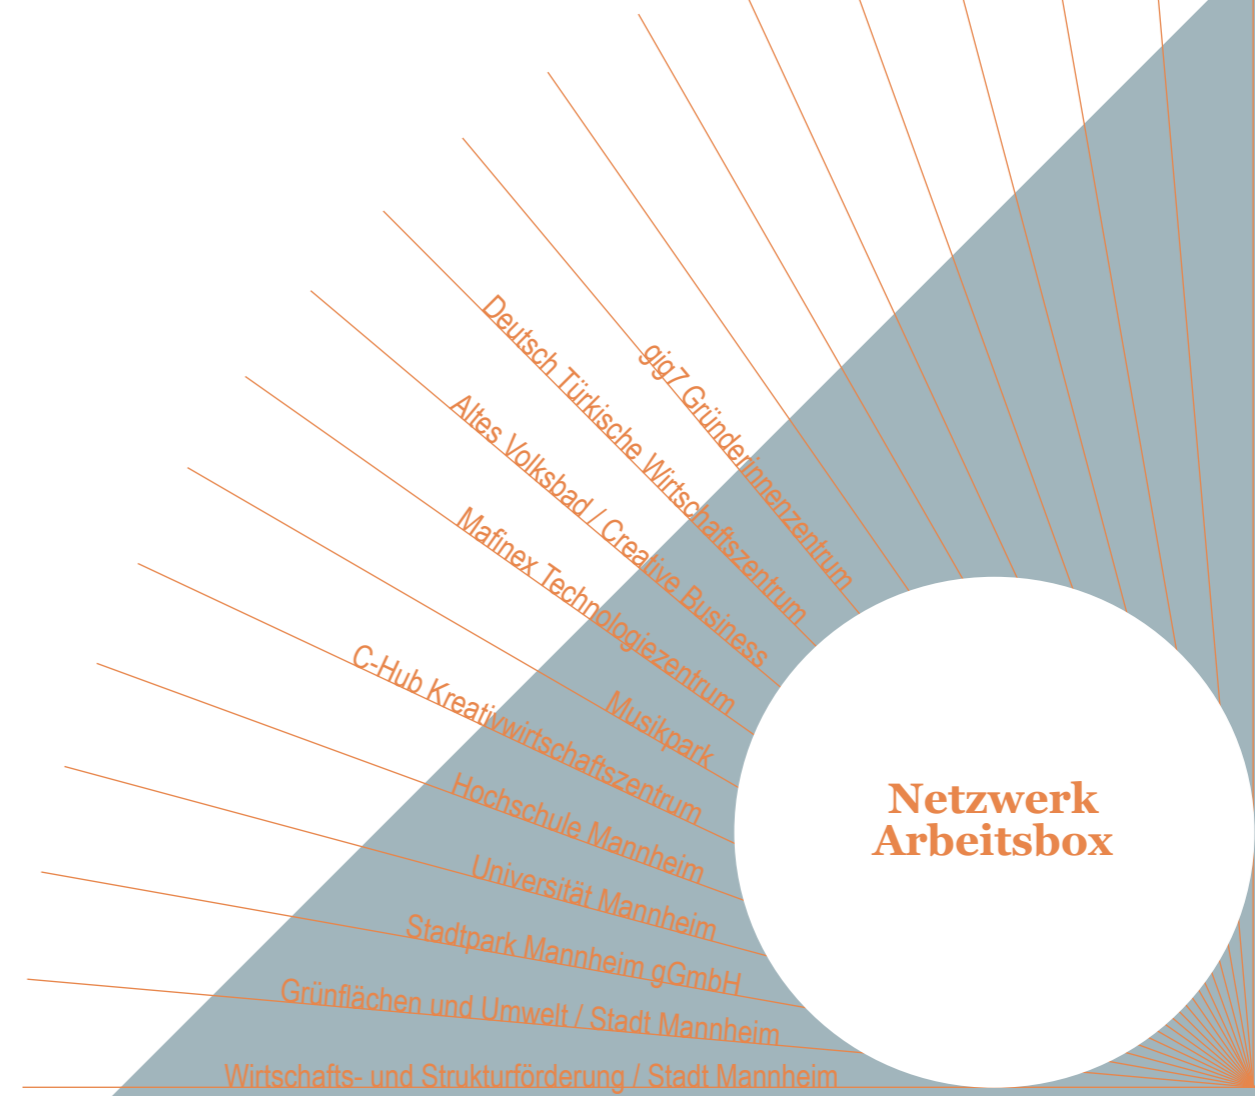 gig7 Gründerinnenzentrum
Deutsch Türkische Wirtschaftszentrum
Altes Volksbad / Creative Business
Mafinex Technologiezentrum
Musikpark
C-Hub Kreativwirtschaftszentrum
Hochschule Mannheim
Universität Mannheim
Stadtpark Mannheim gGmbH
Grünflächen und Umwelt / Stadt Mannheim
Wirtschafts- und Strukturförderung / Stadt Mannheim
Netzwerk
Arbeitsbox